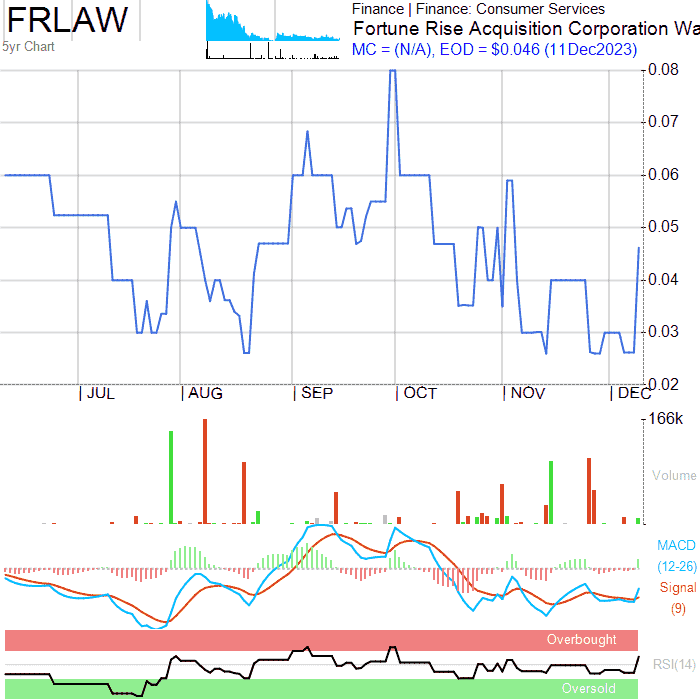 FRLAW
5yr Chart
Finance | Finance: Consumer Services
Fortune Rise Acquisition Corporation Wa
MC = (N/A), EOD = $0.046 (11Dec2023)
0.08
0.07
0.06
0.05
0.04
0.03
0.02
JUL AUG SEP OCT NOV DEC
166k
Volume
MACD
(12-26)
Signal
(9)
Overbought
RSI(14)
Oversold